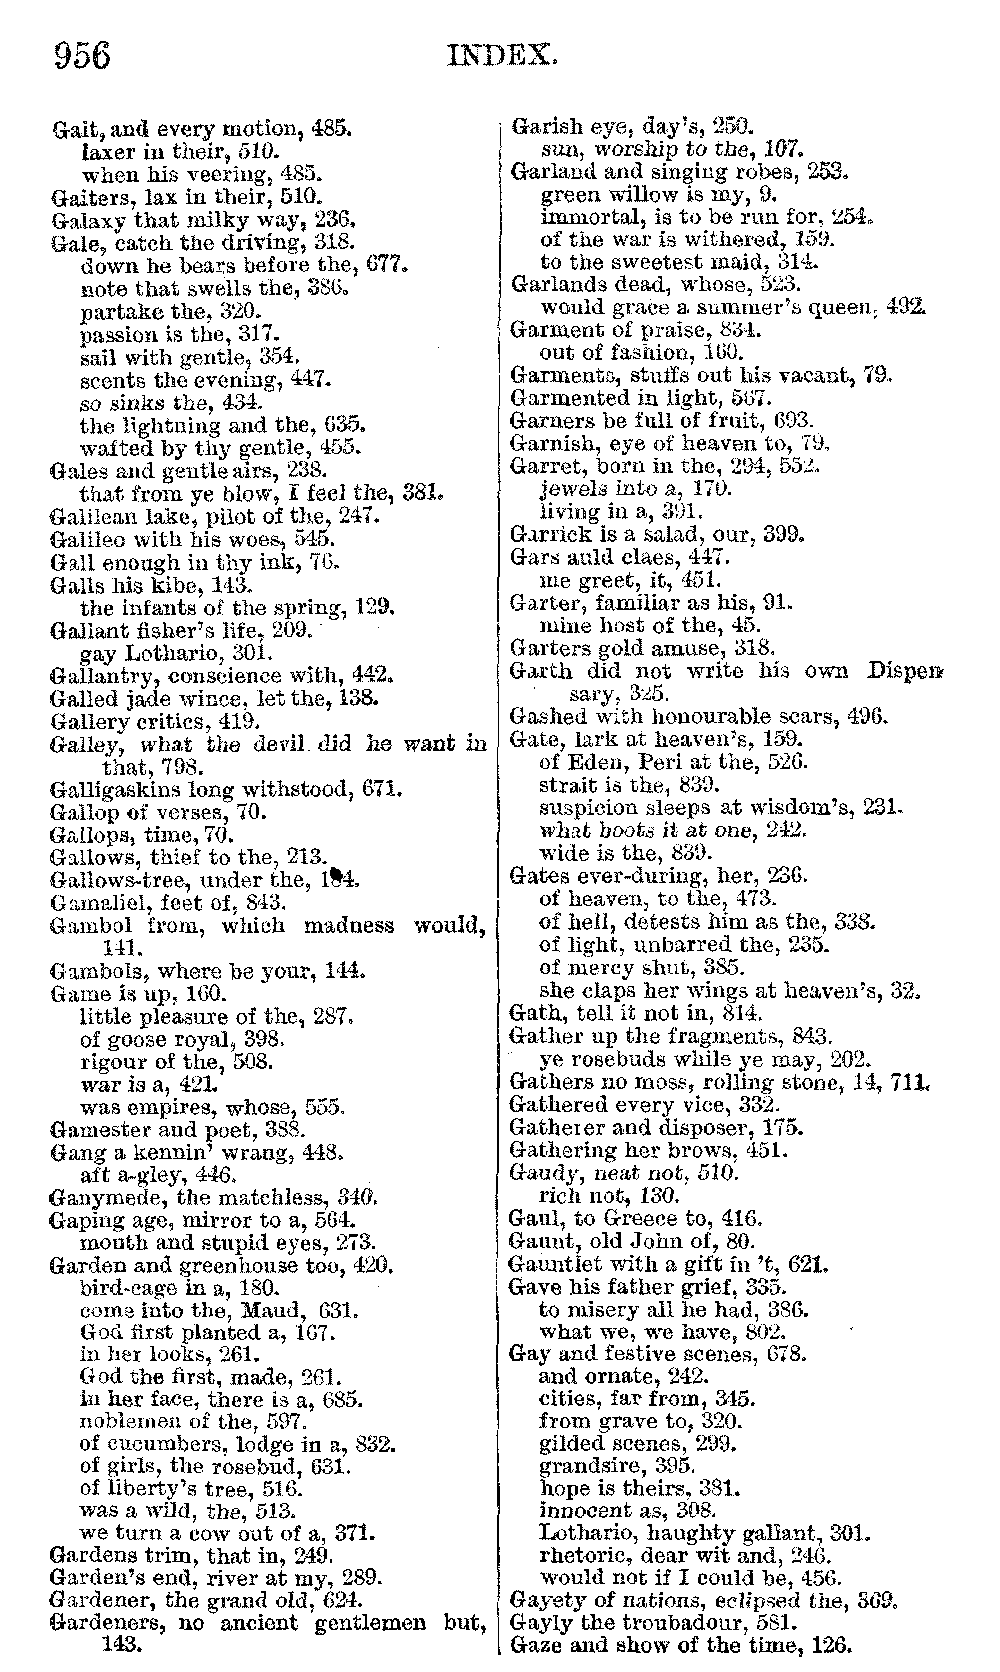 956
INDEX.
Gait, and every motion, 485.
laxer in their, 510.
when his veering, 485.
Gaiters, lax in their, 510.
Galaxy that milky way, 236.
Gale, catch the driving, 318.
down he bears before the, 677.
note that swells the, 386.
partake the, 320.
passion is the, 317.
sail with gentle, 354.
scents the evening, 447.
so sinks the, 434.
the lightning and the, 635.
wafted by thy gentle, 455.
Gales and gentle airs, 238.
that from ye blow, I feel the, 381.
Galilean lake, pilot of the, 247.
Galileo with his woes, 545.
Gall enough in thy ink, 76.
Galls his kibe, 143.
the infants of the spring, 129.
Gallant fisher's life, 209.
gay Lothario, 301.
Gallantry, conscience with, 442.
Galled jade wince, let the, 138.
Gallery critics, 419.
Galley, what the devil did he want in
that, 798.
Galligaskins long withstood, 671.
Gallop of verses, 70.
Gallops, time, 70.
Gallows, thief to the, 213.
Gallows-tree, under the,
Gamaliel, feet of, 843.
Gambol from, which madness would,
141.
Gambols, where be your, 144.
Game is up, 160.
little pleasure of the, 287.
of goose royal, 398.
rigour of the, 508.
war is a, 421.
was empires, whose, 555.
Gamester and poet, 388.
Gang a kennin' wrang, 448.
aft a-gley, 446.
Ganymede, the matchless, 340.
Gaping age, mirror to a, 564.
mouth and stupid eyes, 273.
Garden and greenhouse too, 420.
bird-cage in a, 180.
come into the, Maud, 631.
God first planted a, 167.
in her looks, 261.
God the first, made, 261.
in her face, there is a, 685.
noblemen of the, 597.
of cucumbers, lodge in a, 832.
of girls, the rosebud, 631.
of liberty's tree, 516.
was a wild, the, 513.
we turn a cow out of a, 371.
Gardens trim, that in, 249.
Garden's end, river at my, 289.
Gardener, the grand old, 624.
Gardeners, no ancient gentlemen but,
143.
Garish eye, day's, 250.
sun, worship to the, 107.
Garland and singing robes, 253.
green willow is my, 9.
immortal, is to be run for, 254.
of the war is withered, 159.
to the sweetest maid, 314.
Garlands dead, whose, 523.
would grace a summer's queen, 492.
Garment of praise, 834.
out of fashion, 160.
Garments, stuffs out his vacant, 79.
Garmented in light, 567.
Garners be full of fruit, 693.
Garnish, eye of heaven to, 79.
Garret, born in the, 294, 552.
jewels into a, 170.
living in a, 391.
Garrick is a salad, our, 399.
Gars auld claes, 447.
me greet, it, 451.
Garter, familiar as his, 91.
mine host of the, 45.
Garters gold amuse, 318.
Garth did not write his own Dispen
sary, 325.
Gashed with honourable scars, 496.
Gate, lark at heaven's, 159.
of Eden, Peri at the, 526.
strait is the, 839.
suspicion sleeps at wisdom's, 231.
what boots it at one, 242.
wide is the, 839.
Gates ever-during, her, 236.
of heaven, to the, 473.
of hell, detests him as the, 338.
of light, unbarred the, 235.
of mercy shut, 385.
she claps her wings at heaven's, 32.
Gath, tell it not in, 814.
Gather up the fragments, 843.
ye rosebuds while ye may, 202.
Gathers no moss, rolling stone, 14, 711.
Gathered every vice, 332.
Gatherer and disposer, 175.
Gathering her brows, 451.
Gaudy, neat not, 510.
rich not, 130.
Gaul, to Greece to, 416.
Gaunt, old John of, 80.
Gauntlet with a gift in 't, 621.
Gave his father grief, 335.
to misery all he had, 386.
what we, we have, 802.
Gay and festive scenes, 678.
and ornate, 242.
cities, far from, 345.
from grave to, 320.
gilded scenes, 299.
grandsire, 395.
hope is theirs, 381.
innocent as, 308.
Lothario, haughty gallant, 301.
rhetoric, dear wit and, 246.
would not if I could be, 456.
Gayety of nations, eclipsed the, 369.
Gayly the troubadour, 581.
Gaze and show of the time, 126.